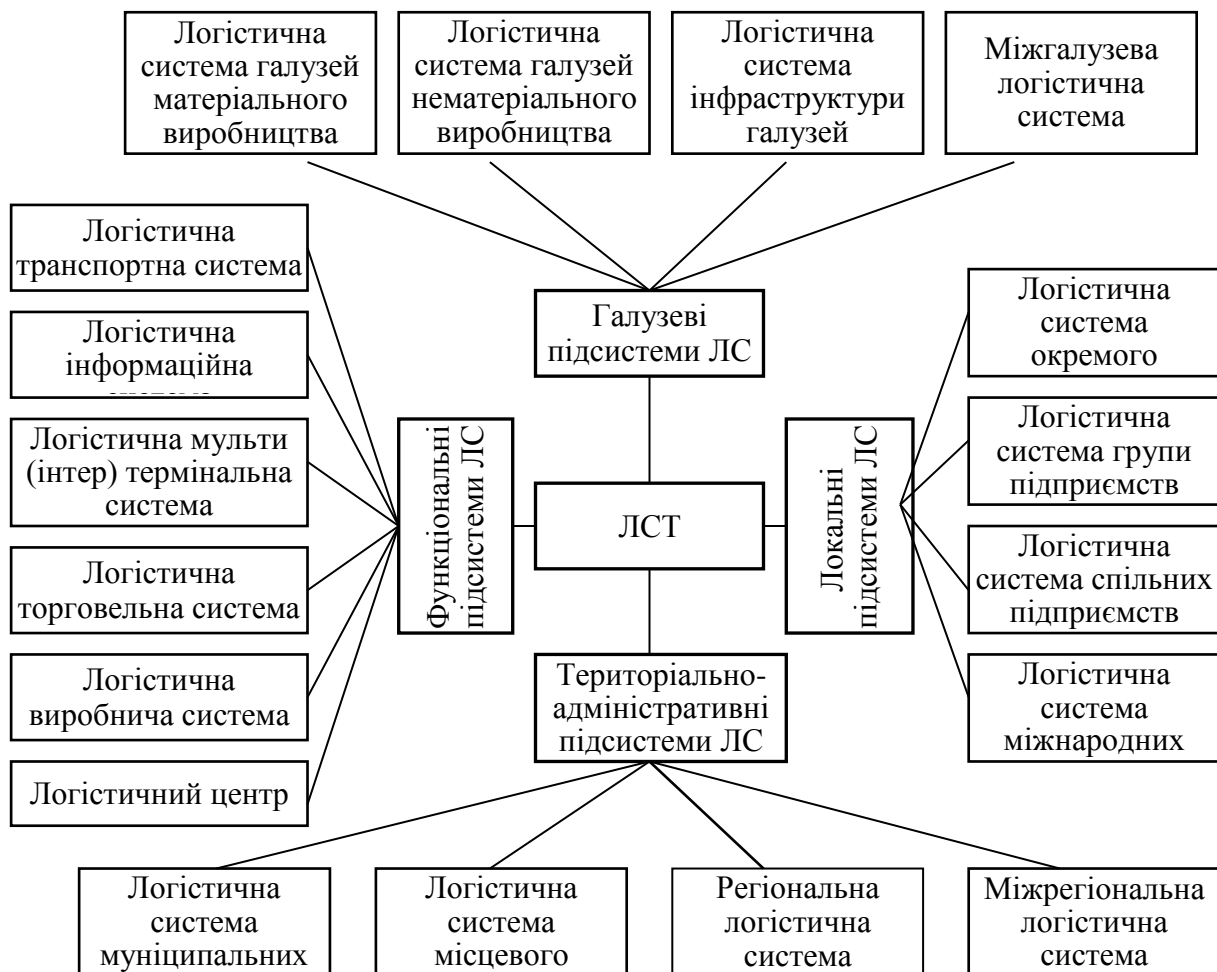 Логістична
система галузей
матеріального
виробництва
Логістична
система галузей
нематеріального
виробництва
Логістична
система
інфраструктури
галузей
Міжгалузева
логістична
система
Логістична
транспортна система
Логістична
інформаційна
Логістична мульти
(інтер) термінальна
система
Логістична
торговельна система
Логістична
виробнича система
Логістичний центр
Функціональні
підсистеми ЛС
Галузеві
підсистеми ЛС
ЛСТ
Територіально-
адміністративні
підсистеми ЛС
Локальні
підсистеми ЛС
Логістична
система
окремого
Логістична
система групи
підприємств
Логістична
система спільних
підприємств
Логістична
система
міжнародних
Логістична
система
муніципальних
Логістична
система
місцевого
Регіональна
логістична
система
Міжрегіональна
логістична
система